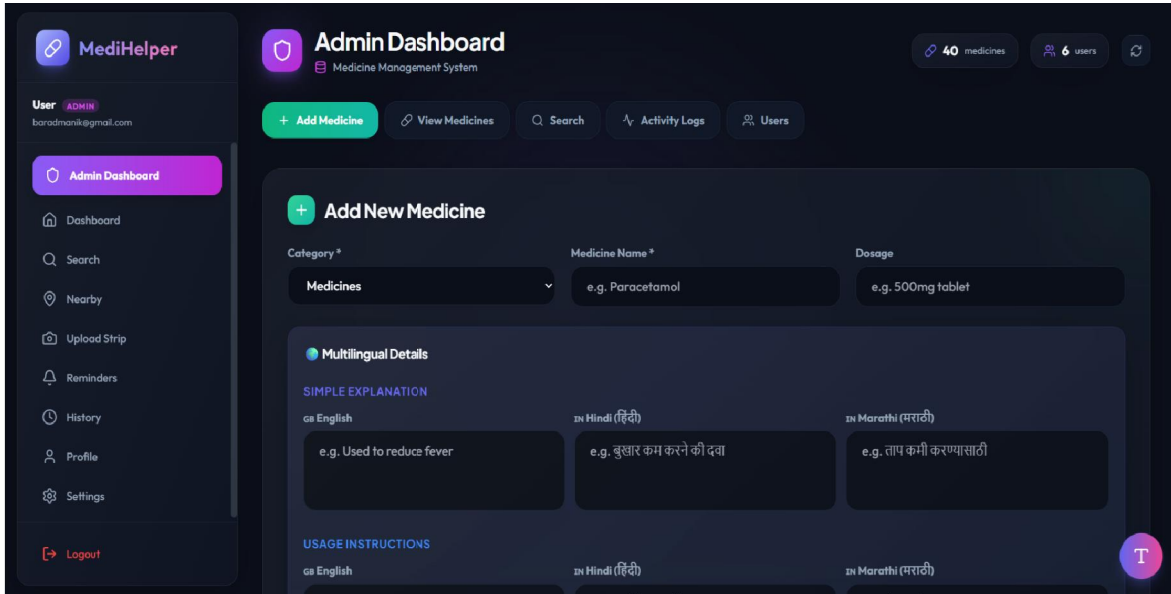 MediHelper
User ADMIN
baradmanik@gmail.com
Admin Dashboard
Dashboard
Search
Nearby
Upload Strip
Reminders
History
Profile
Settings
Logout
Admin Dashboard
Medicine Management System
40 medicines
6 users
+ Add Medicine
View Medicines
Search
Activity Logs
Users
+ Add New Medicine
Category *
Medicines
Medicine Name *
e.g. Paracetamol
Dosage
e.g. 500mg tablet
Multilingual Details
SIMPLE EXPLANATION
GB English
e.g. Used to reduce fever
IN Hindi (हिंदी)
e.g. बुखार कम करने की दवा
IN Marathi (मराठी)
e.g. ताप कमी करण्यासाठी
USAGE INSTRUCTIONS
GB English
IN Hindi (हिंदी)
IN Marathi (मराठी)
T